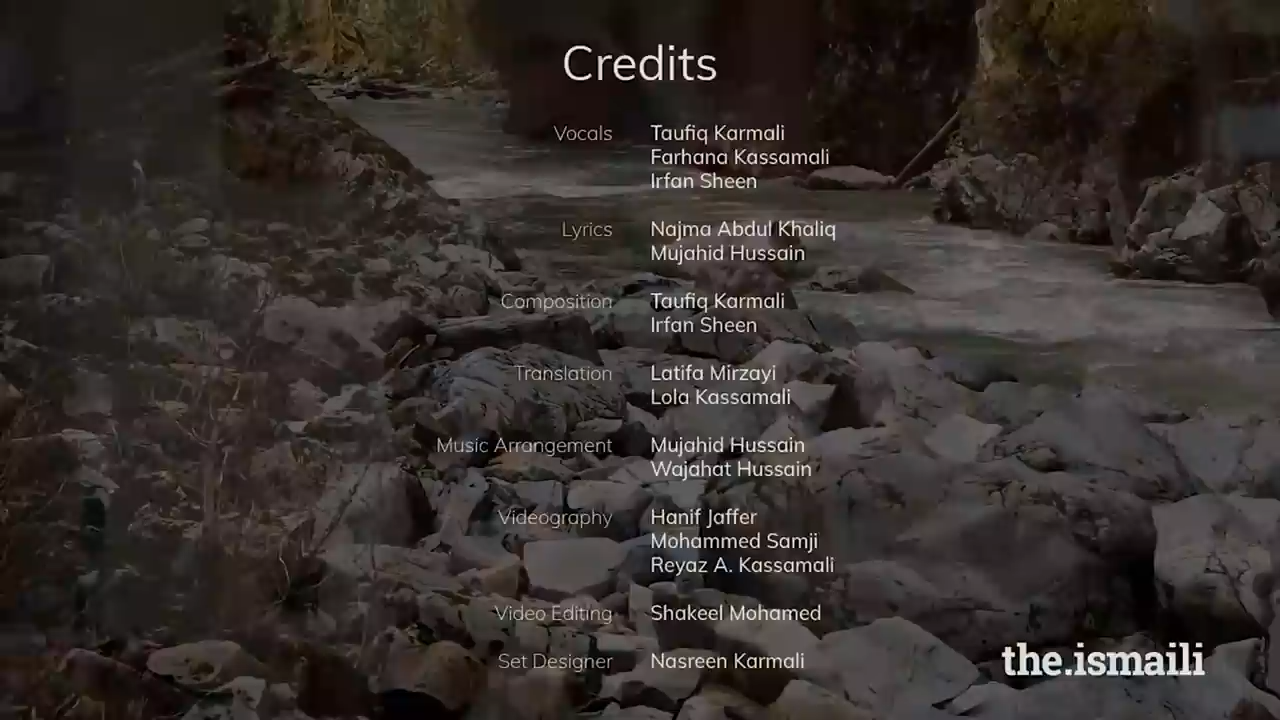 Credits
Vocals Taufiq Karmali
Farhana Kassamali
Irfan Sheen
Lyrics Najma Abdul Khaliq
Mujahid Hussain
Composition Taufiq Karmali
Irfan Sheen
Translation Latifa Mirzayi
Lola Kassamali
Music Arrangement Mujahid Hussain
Wajahat Hussain
Videography Hanif Jaffer
Mohammed Samji
Reyaz A. Kassamali
Video Editing Shakeel Mohamed
Set Designer Nasreen Karmali
the.ismaili